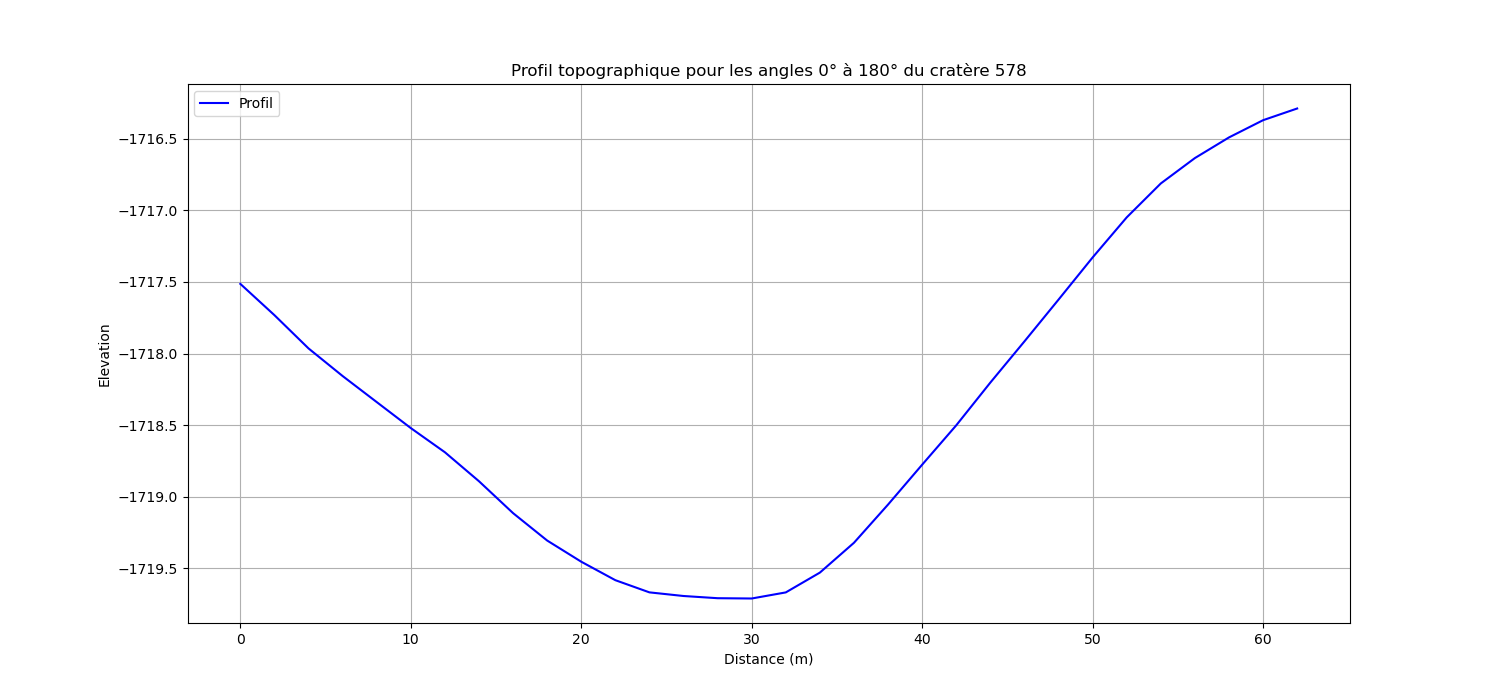 Profil topographique pour les angles 0° à 180° du cratère 578
Profil
−1716.5
−1717.0
−1717.5
−1718.0
−1718.5
−1719.0
−1719.5
Elevation
0 10 20 30 40 50 60
Distance (m)